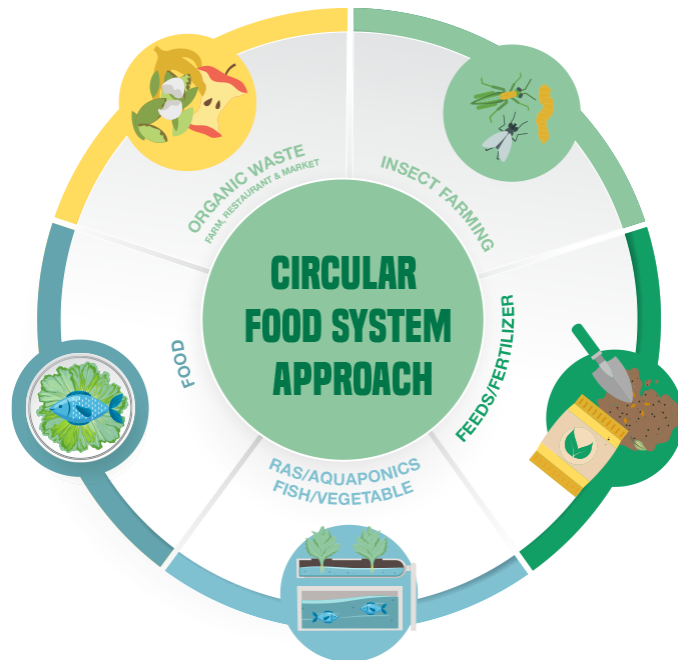 CIRCULAR
FOOD SYSTEM
APPROACH
ORGANIC WASTE
FARM, RESTAURANT & MARKET
INSECT FARMING
FEEDS/FERTILIZER
RAS/AQUAPONICS
FISH/VEGETABLE
FOOD